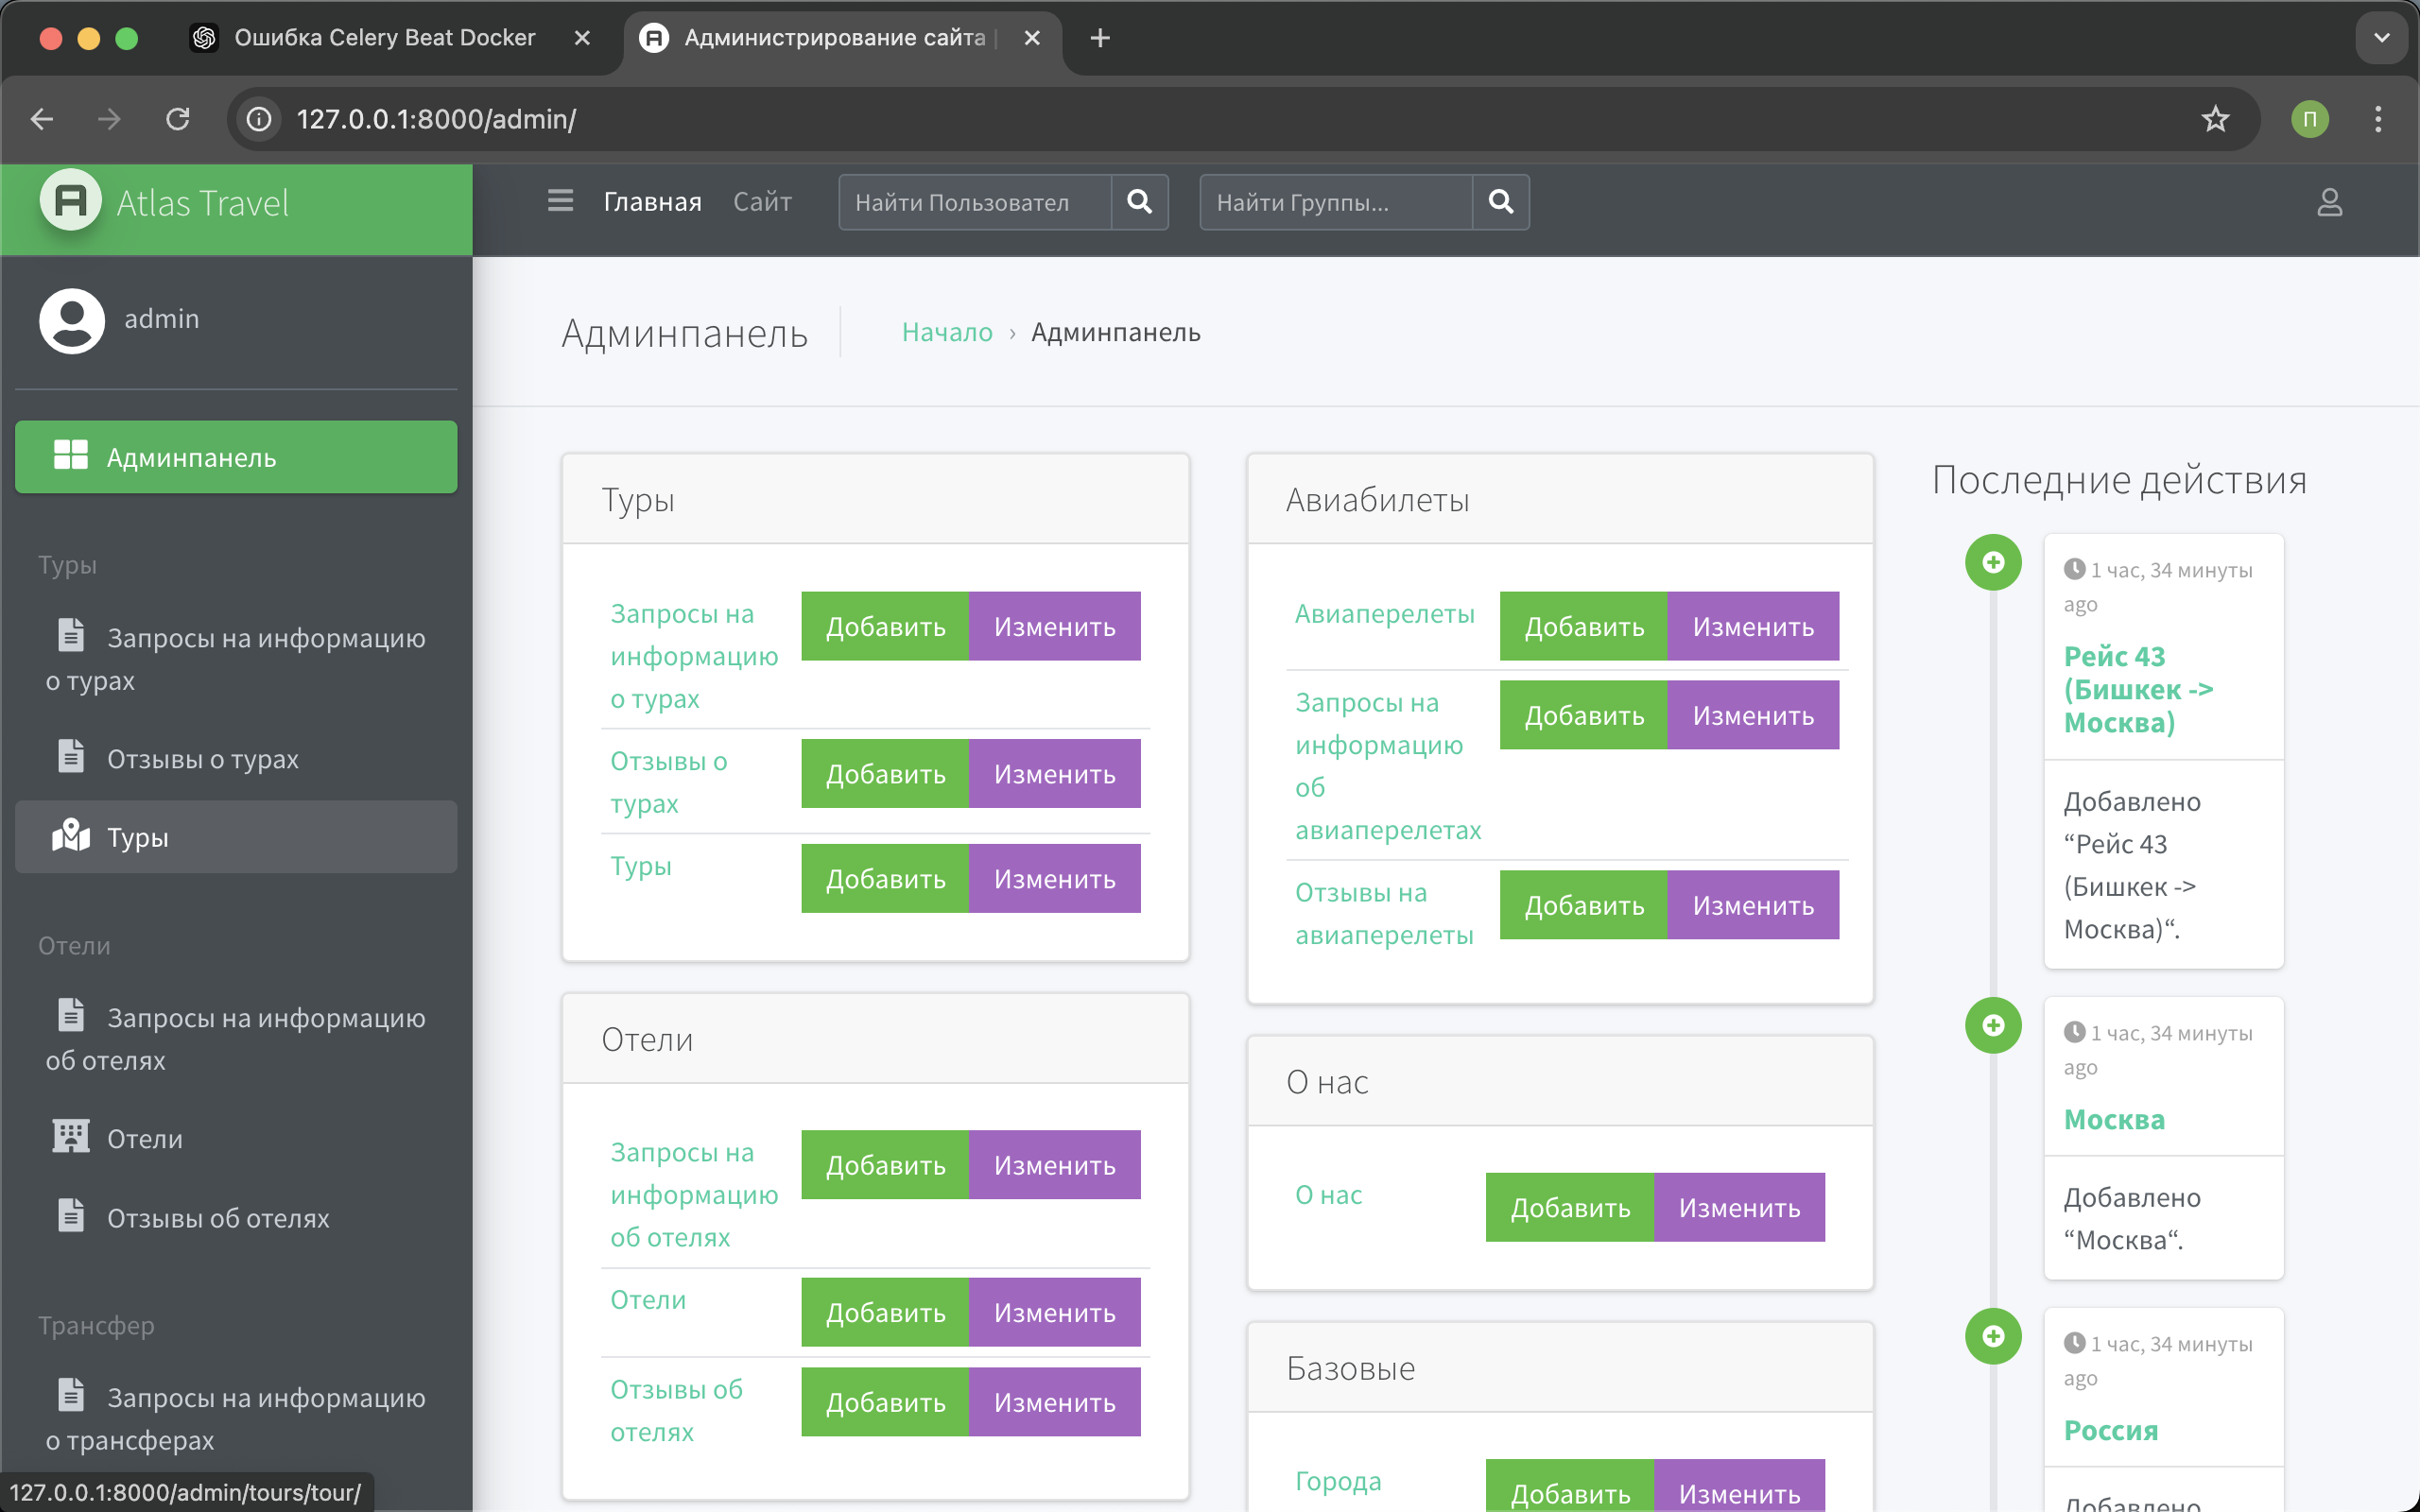 Ошибка Celery Beat Docker
Администрирование сайта |
127.0.0.1:8000/admin/
П
Atlas Travel
Главная
Сайт
Найти Пользовател
Найти Группы...
admin
Админпанель
Туры
Запросы на информацию
о турах
Отзывы о турах
Туры
Отели
Запросы на информацию
об отелях
Отели
Отзывы об отелях
Трансфер
Запросы на информацию
о трансферах
127.0.0.1:8000/admin/tours/tour/
Админпанель
Начало › Админпанель
Туры
Запросы на
информацию
о турах
Добавить Изменить
Отзывы о
турах
Добавить Изменить
Туры
Добавить Изменить
Отели
Запросы на
информацию
об отелях
Добавить Изменить
Отели
Добавить Изменить
Отзывы об
отелях
Добавить Изменить
Авиабилеты
Авиаперелеты
Добавить Изменить
Запросы на
информацию
об
авиаперелетах
Добавить Изменить
Отзывы на
авиаперелеты
Добавить Изменить
О нас
О нас
Добавить Изменить
Базовые
Города
Добавить Изменить
Последние действия
1 час, 34 минуты
ago
Рейс 43
(Бишкек ->
Москва)
Добавлено
“Рейс 43
(Бишкек ->
Москва)“.
1 час, 34 минуты
ago
Москва
Добавлено
“Москва“.
1 час, 34 минуты
ago
Россия
Добавлено